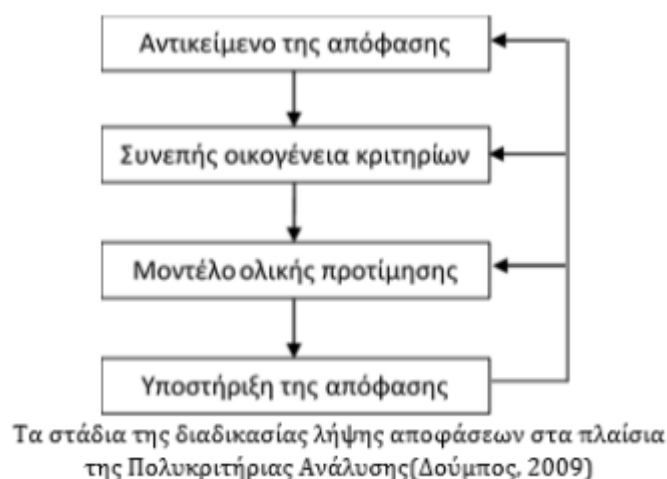 Αντικείμενο της απόφασης
Συνεπής οικογένεια κριτηρίων
Μοντέλο ολικής προτίμησης
Υποστήριξη της απόφασης
Τα στάδια της διαδικασίας λήψης αποφάσεων στα πλαίσια
της Πολυκριτήριας Ανάλυσης(Δούμπος, 2009)